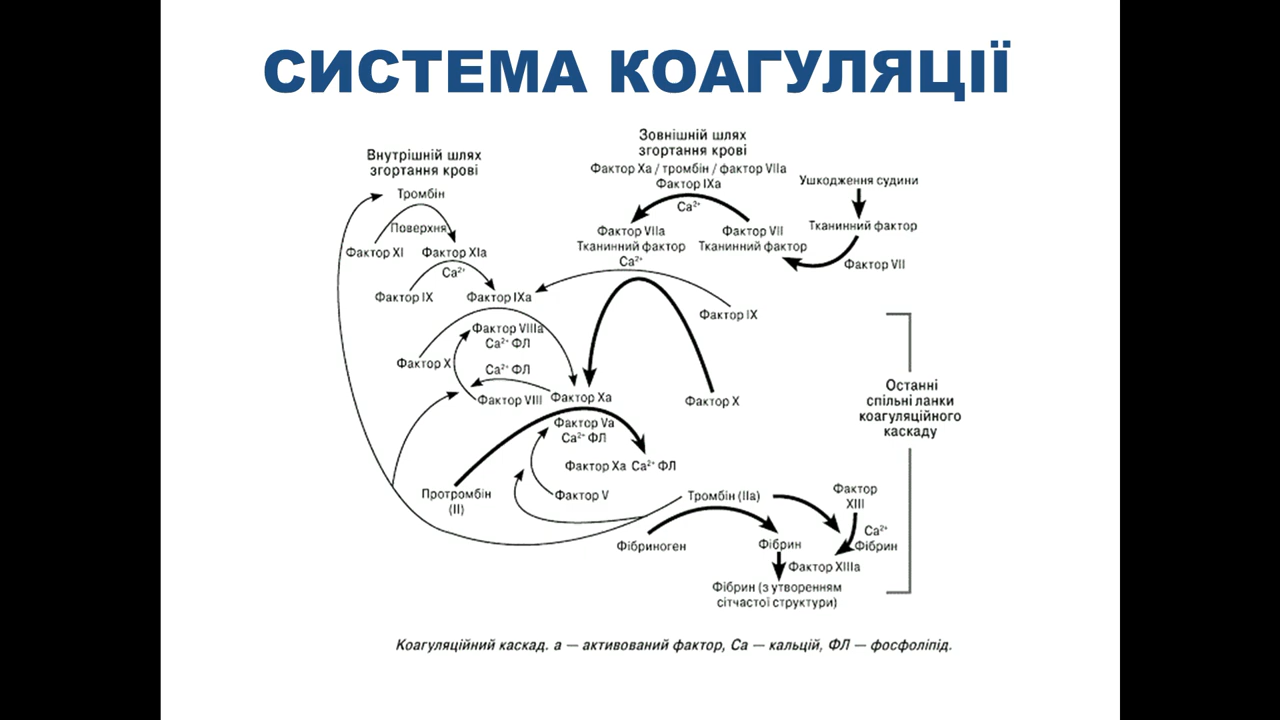 СИСТЕМА КОАГУЛЯЦІЇ
Внутрішній шлях
згортання крові
Тромбін
Поверхня
Фактор XI
Фактор XIa
Ca²⁺
Фактор IX
Фактор IXa
Фактор VIIIa
Ca²⁺ ФЛ
Фактор X
Ca²⁺ ФЛ
Фактор VIII
Фактор Xa
Фактор Va
Ca²⁺ ФЛ
Фактор Xa Ca²⁺ ФЛ
Протромбін
(II)
Фактор V
Зовнішній шлях
згортання крові
Фактор Xa / тромбін / фактор VIIa
Фактор IXa
Ca²⁺
Фактор VIIa
Тканинний фактор
Ca²⁺
Фактор VII
Тканинний фактор
Ушкодження судини
Тканинний фактор
Фактор VII
Фактор IX
Фактор X
Останні
спільні ланки
коагуляційного
каскаду
Тромбін (IIa)
Фактор
XIII
Ca²⁺
Фібрин
Фібриноген
Фібрин
Фактор XIIIa
Фібрин (з утворенням
сітчастої структури)
Коагуляційний каскад. а — активований фактор, Са — кальцій, ФЛ — фосфоліпід.